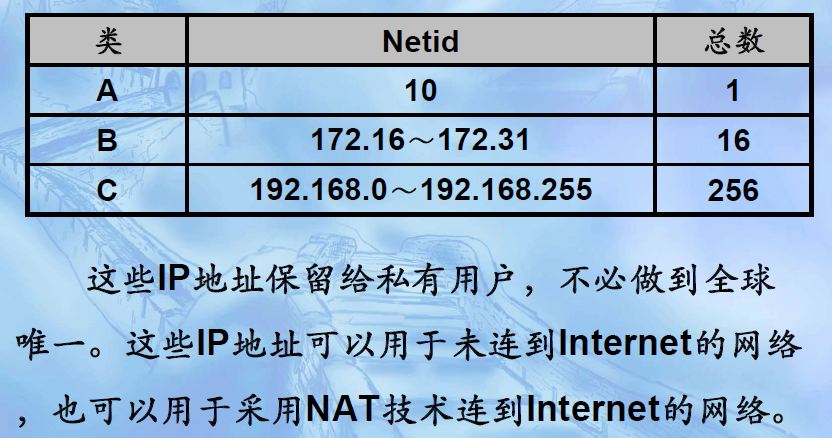 类 Netid 总数
A 10 1
B 172.16～172.31 16
C 192.168.0～192.168.255 256
这些IP地址保留给私有用户，不必做到全球
唯一。这些IP地址可以用于未连到Internet的网络
，也可以用于采用NAT技术连到Internet的网络。